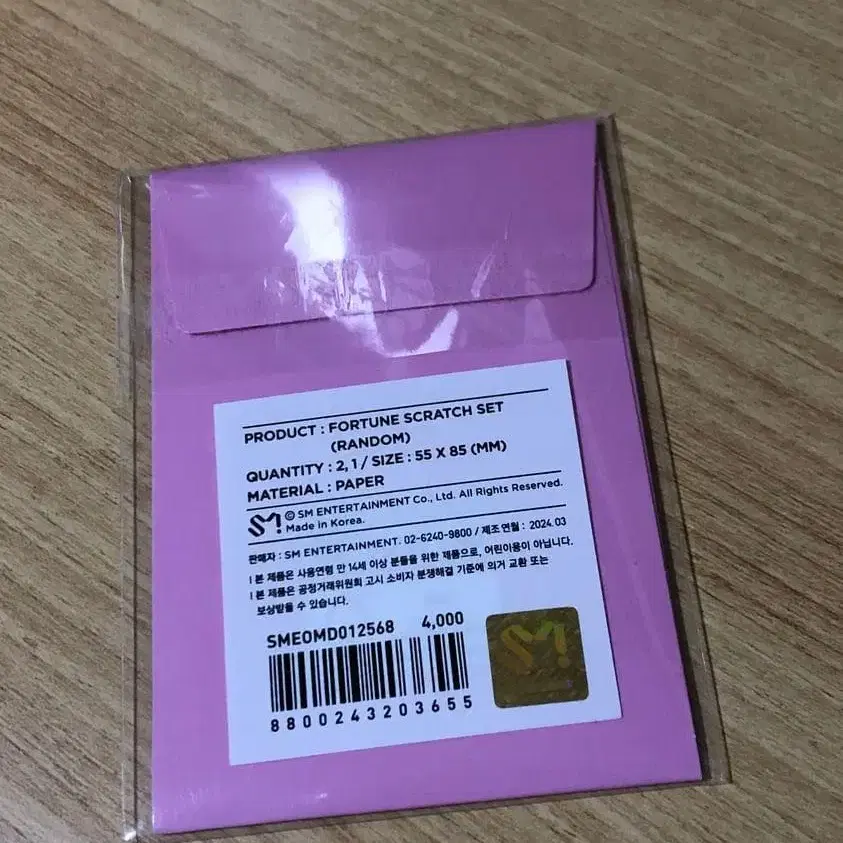 PRODUCT : FORTUNE SCRATCH SET
(RANDOM)
QUANTITY : 2, 1 / SIZE : 55 X 85 (MM)
MATERIAL : PAPER
SM! © SM ENTERTAINMENT Co., Ltd. All Rights Reserved.
Made in Korea.
판매자 : SM ENTERTAINMENT. 02-6240-9800 / 제조연월 : 2024.03
| 본 제품은 사용연령 만 14세 이상 분들을 위한 제품으로, 어린이용이 아닙니다.
| 본 제품은 공정거래위원회 고시 소비자 분쟁해결 기준에 의거 교환 또는
보상받을 수 있습니다.
SMEOMD012568 4,000
8800243203655
SM!